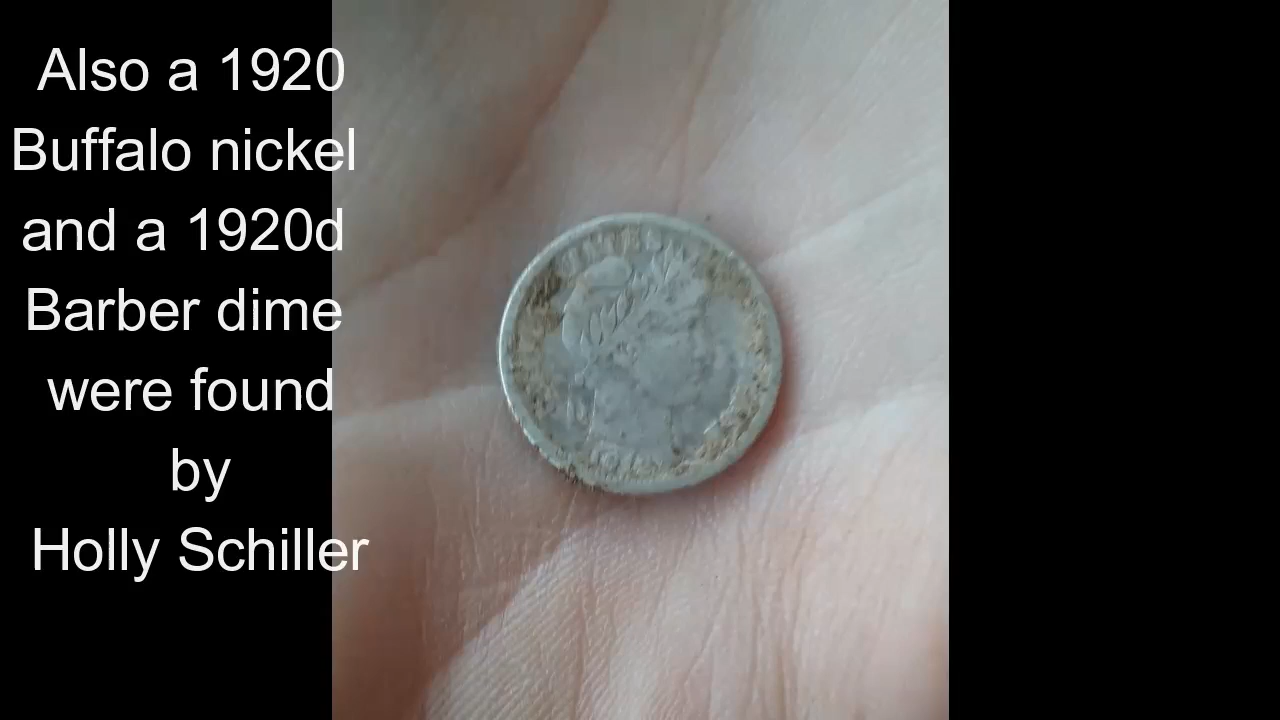 Also a 1920
Buffalo nickel
and a 1920d
Barber dime
were found
by
Holly Schiller